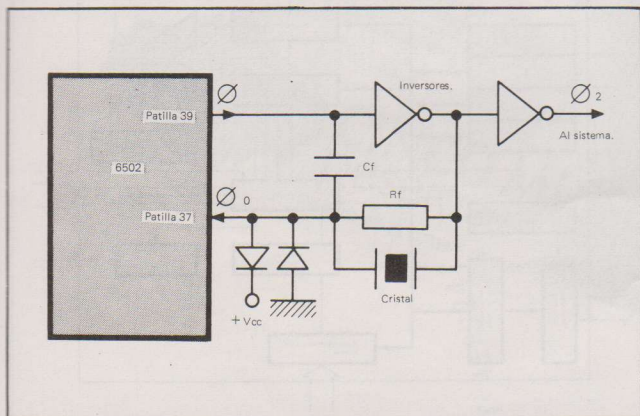 Patilla 39
Ø
Inversores.
Ø 2
Al sistema.
6502
Cf
Patilla 37
Ø 0
Rf
+ Vcc
Cristal